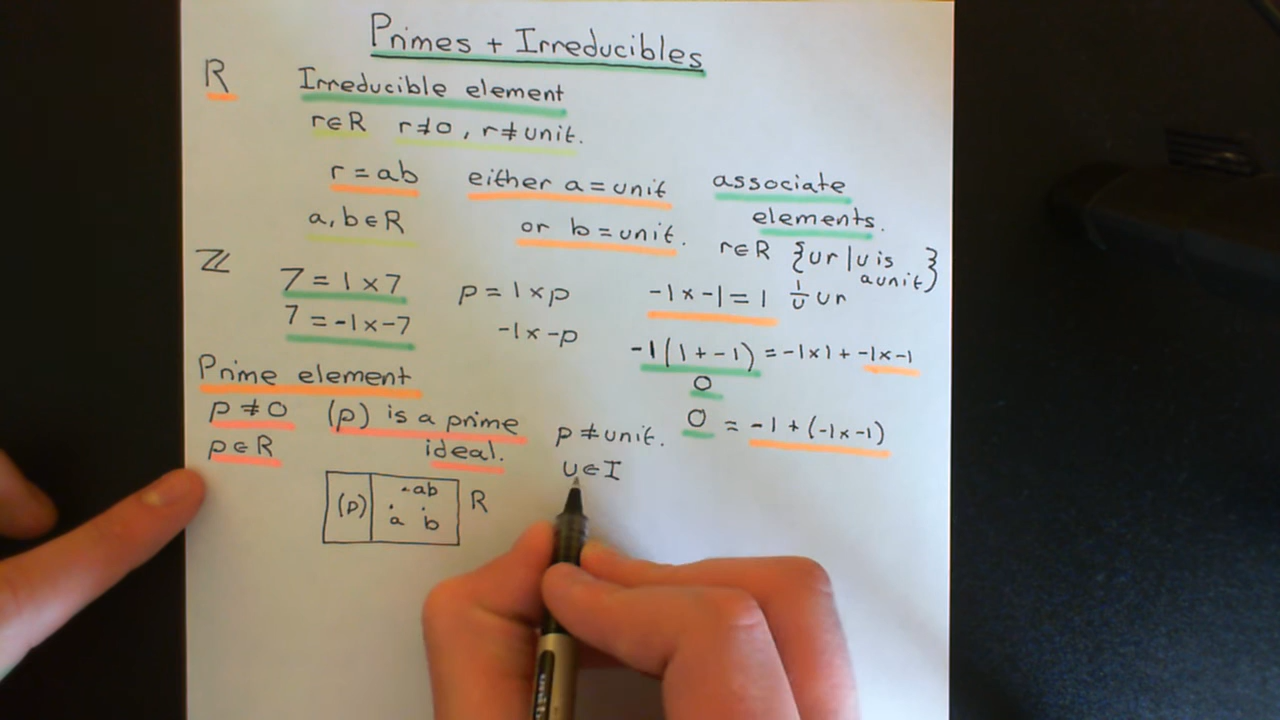 Primes + Irreducibles
R Irreducible element
r∈R r≠0, r≠unit.
r=ab either a=unit
a,b∈R or b=unit.
associate
elements.
r∈R {ur|u is a unit}
ℤ
7=1×7
7=-1×-7
p=1×p
-1×-p
-1×-1=1 1/u ur
-1(1+-1)=-1×1+-1×-1
0
0=-1+(-1×-1)
Prime element
p≠0 (p) is a prime
p∈R ideal.
p≠unit.
u∈I
(p) ab R
a b